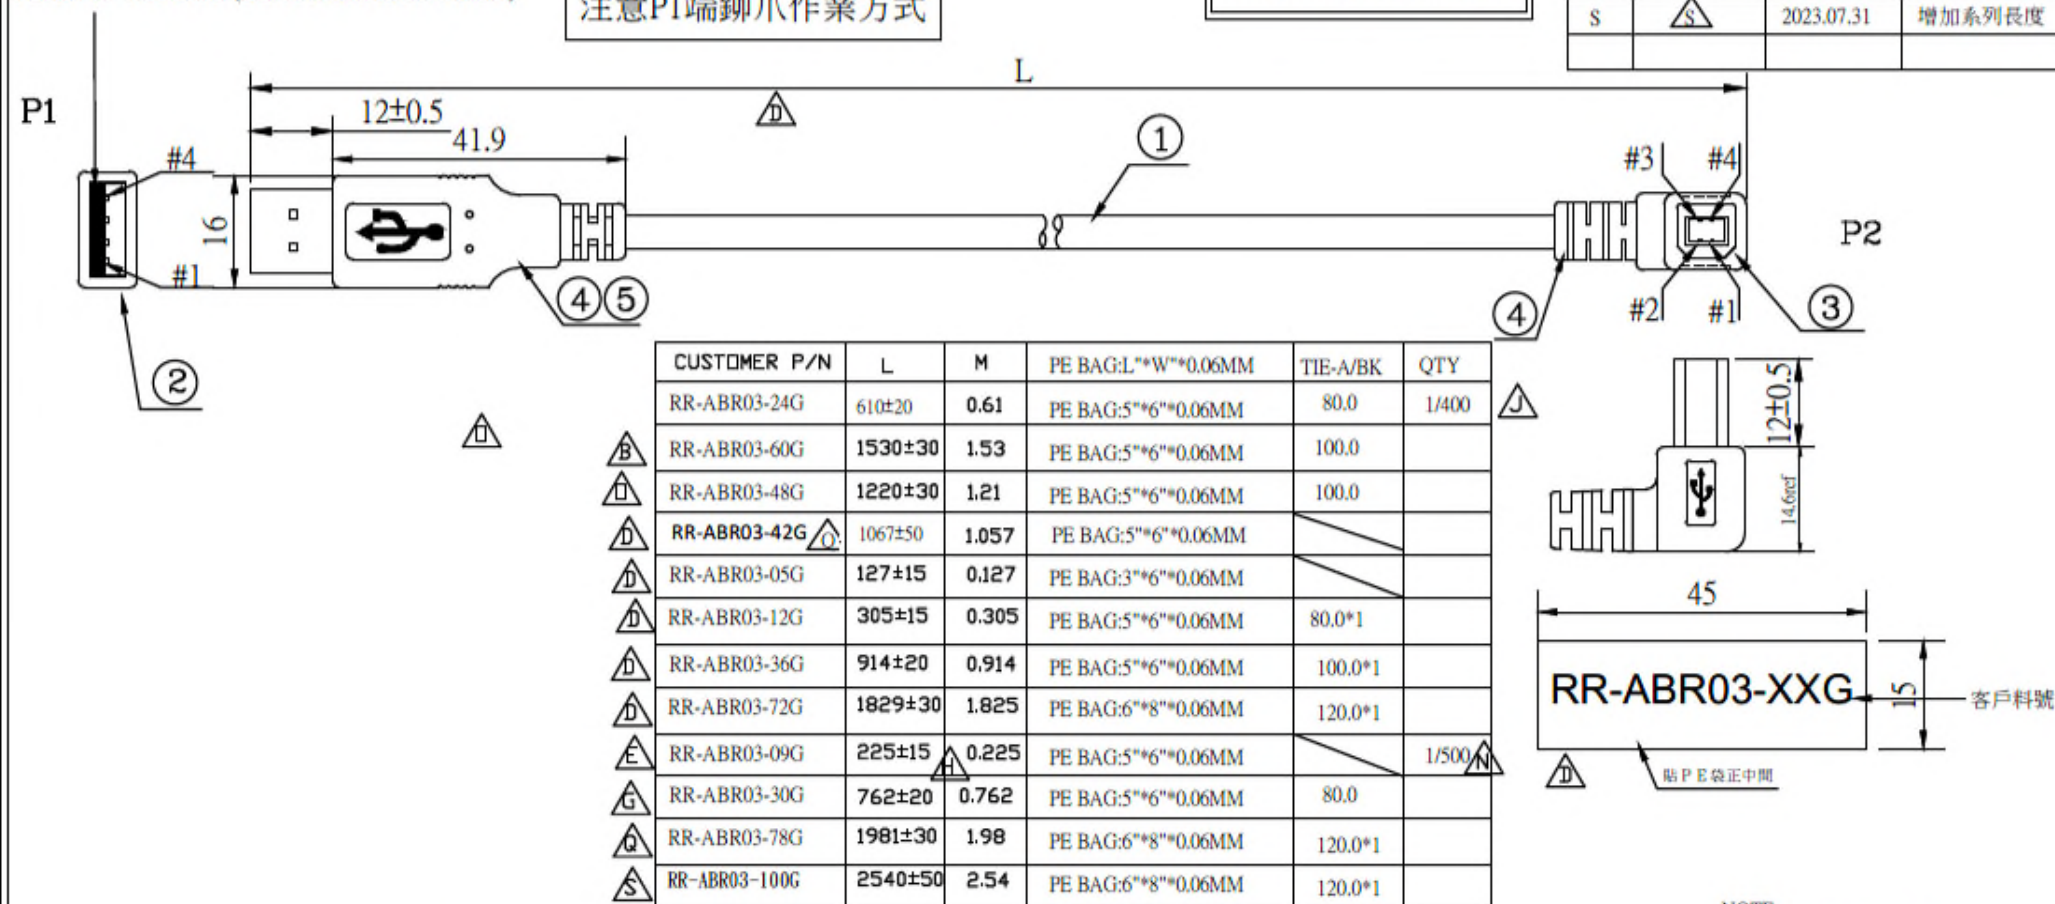 注意P1端鉚爪作業方式
S S 2023.07.31 增加系列長度
L
P1
12±0.5
D
41.9
1
#4
#3 #4
16
P2
#1
4 5
#2 #1
4
3
2
CUSTOMER P/N L M PE BAG:L"*W"*0.06MM TIE-A/BK QTY
RR-ABR03-24G 610±20 0.61 PE BAG:5"*6"*0.06MM 80.0 1/400 J
B RR-ABR03-60G 1530±30 1.53 PE BAG:5"*6"*0.06MM 100.0
RR-ABR03-48G 1220±30 1.21 PE BAG:5"*6"*0.06MM 100.0
D RR-ABR03-42G Q 1067±50 1.057 PE BAG:5"*6"*0.06MM
D RR-ABR03-05G 127±15 0.127 PE BAG:3"*6"*0.06MM
D RR-ABR03-12G 305±15 0.305 PE BAG:5"*6"*0.06MM 80.0*1
D RR-ABR03-36G 914±20 0.914 PE BAG:5"*6"*0.06MM 100.0*1
D RR-ABR03-72G 1829±30 1.825 PE BAG:6"*8"*0.06MM 120.0*1
E RR-ABR03-09G 225±15 H 0.225 PE BAG:5"*6"*0.06MM 1/500 N
G RR-ABR03-30G 762±20 0.762 PE BAG:5"*6"*0.06MM 80.0
Q RR-ABR03-78G 1981±30 1.98 PE BAG:6"*8"*0.06MM 120.0*1
S RR-ABR03-100G 2540±50 2.54 PE BAG:6"*8"*0.06MM 120.0*1
12±0.5
14.6ref
45
RR-ABR03-XXG
15
客戶料號
D
貼PE袋正中間